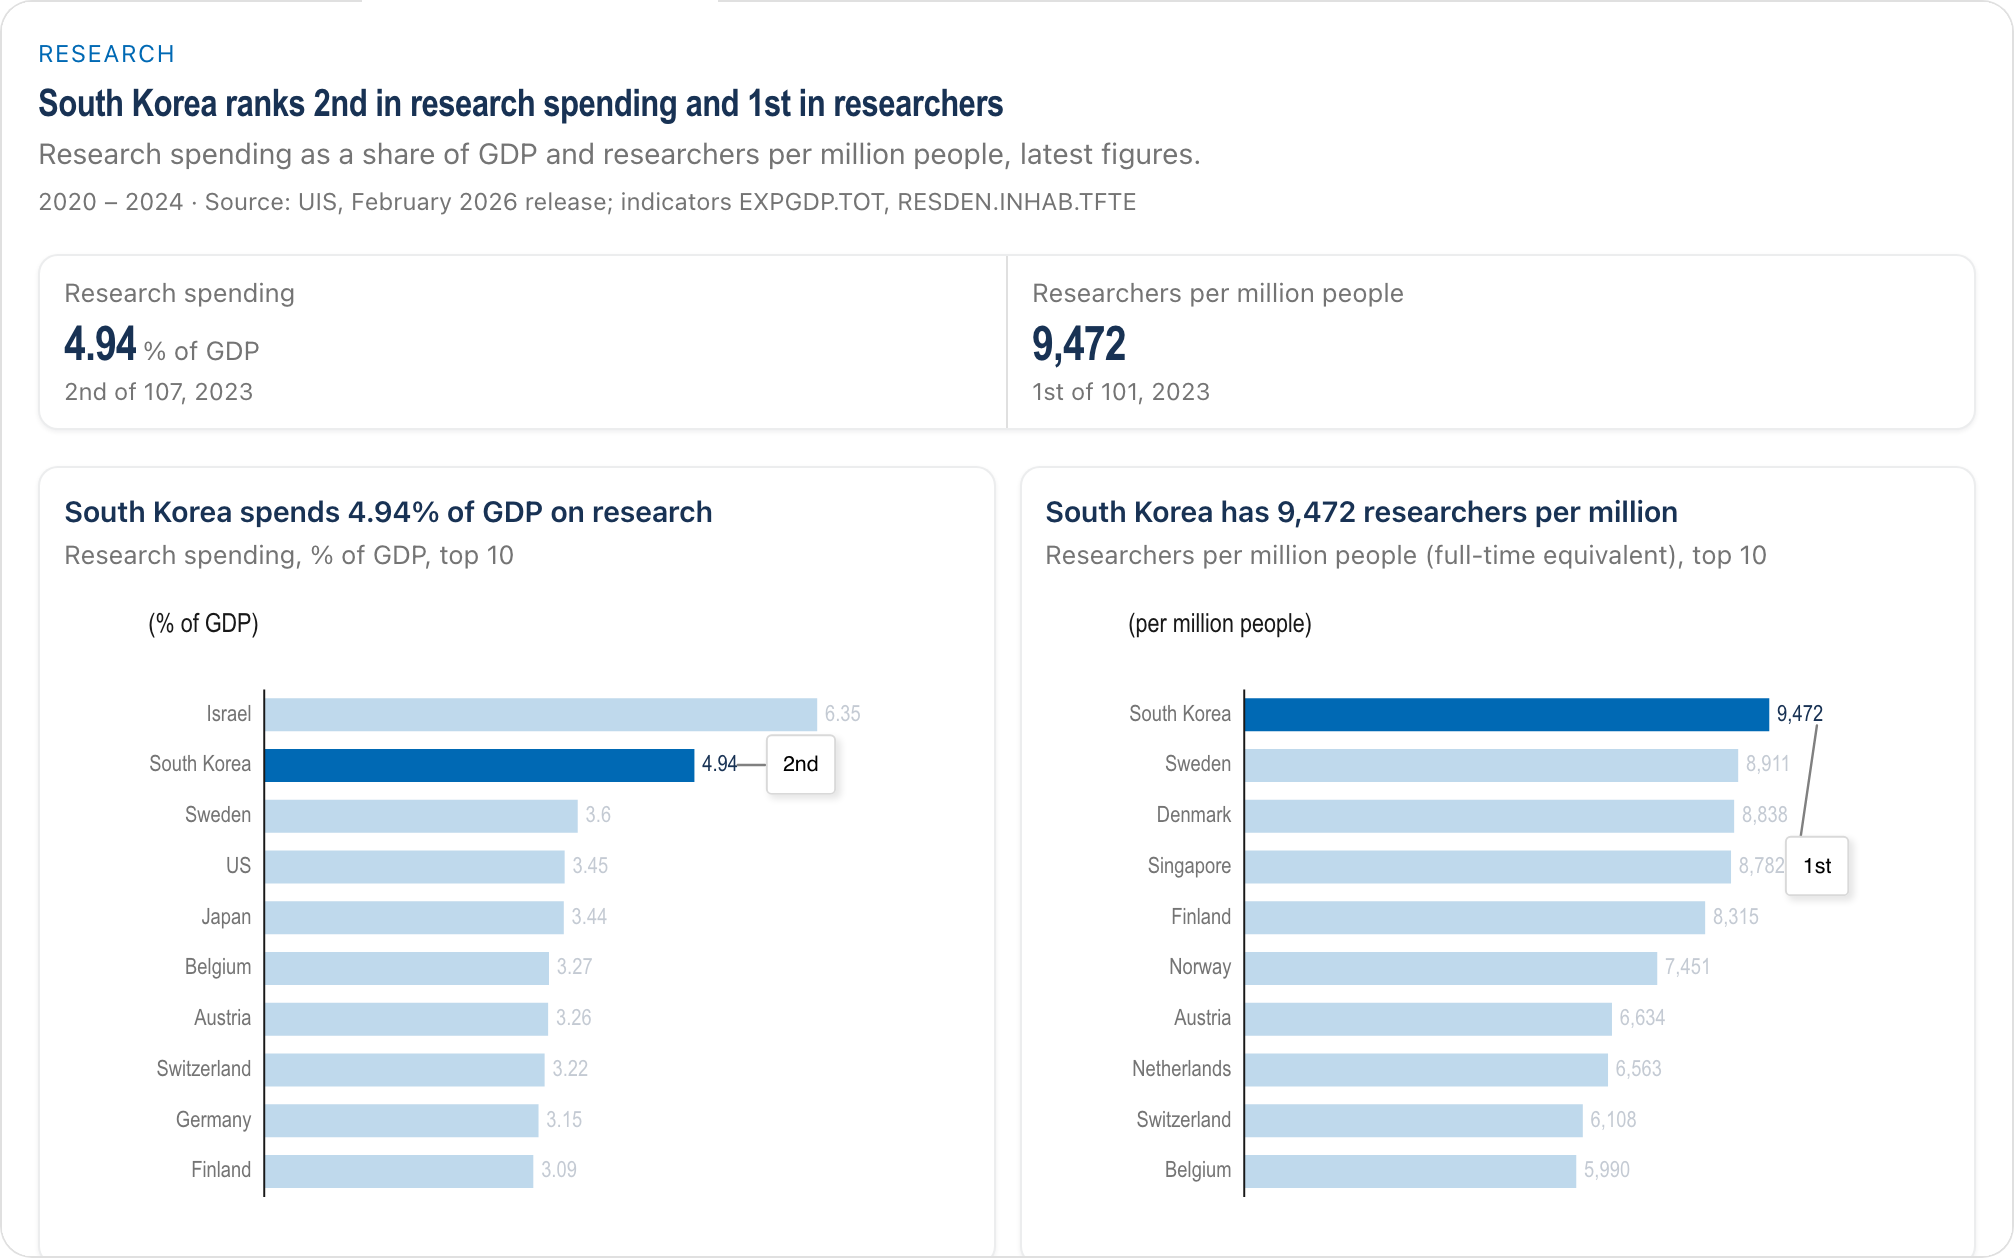 RESEARCH
South Korea ranks 2nd in research spending and 1st in researchers
Research spending as a share of GDP and researchers per million people, latest figures.
2020 – 2024 · Source: UIS, February 2026 release; indicators EXPGDP.TOT, RESDEN.INHAB.TFTE
Research spending
4.94 % of GDP
2nd of 107, 2023
Researchers per million people
9,472
1st of 101, 2023
South Korea spends 4.94% of GDP on research
Research spending, % of GDP, top 10
(% of GDP)
Israel 6.35
South Korea 4.94 2nd
Sweden 3.6
US 3.45
Japan 3.44
Belgium 3.27
Austria 3.26
Switzerland 3.22
Germany 3.15
Finland 3.09
South Korea has 9,472 researchers per million
Researchers per million people (full-time equivalent), top 10
(per million people)
South Korea 9,472
Sweden 8,911
Denmark 8,838
Singapore 8,782 1st
Finland 8,315
Norway 7,451
Austria 6,634
Netherlands 6,563
Switzerland 6,108
Belgium 5,990